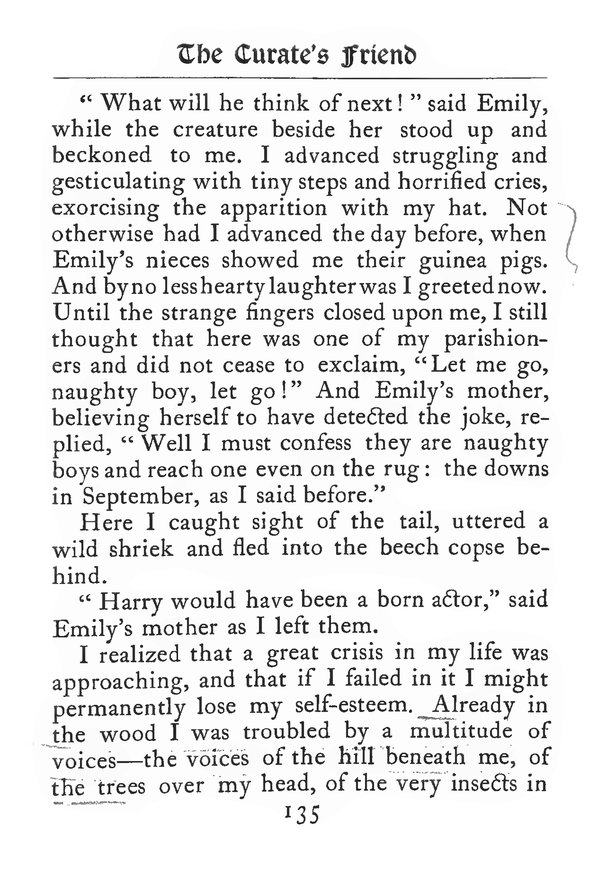 The Curate's Friend
“ What will he think of next ! ” said Emily,
while the creature beside her stood up and
beckoned to me. I advanced struggling and
gesticulating with tiny steps and horrified cries,
exorcising the apparition with my hat. Not
otherwise had I advanced the day before, when
Emily's nieces showed me their guinea pigs.
And by no less hearty laughter was I greeted now.
Until the strange fingers closed upon me, I still
thought that here was one of my parishion-
ers and did not cease to exclaim, “Let me go,
naughty boy, let go!” And Emily's mother,
believing herself to have detected the joke, re-
plied, “ Well I must confess they are naughty
boys and reach one even on the rug : the downs
in September, as I said before.”
Here I caught sight of the tail, uttered a
wild shriek and fled into the beech copse be-
hind.
“ Harry would have been a born actor,” said
Emily's mother as I left them.
I realized that a great crisis in my life was
approaching, and that if I failed in it I might
permanently lose my self-esteem. Already in
the wood I was troubled by a multitude of
voices—the voices of the hill beneath me, of
the trees over my head, of the very insects in
135